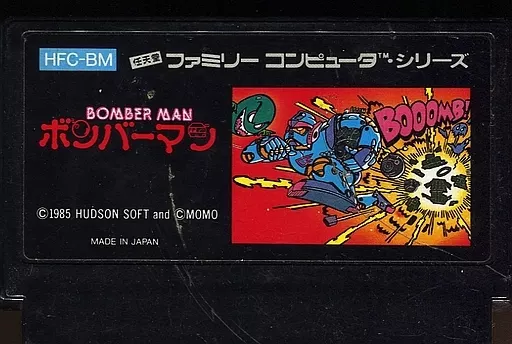 HFC-BM
任天堂 ファミリー コンピュータ™・シリーズ
BOMBER MAN
ボンバーマン
BOOOMB!
©1985 HUDSON SOFT and ©MOMO
MADE IN JAPAN